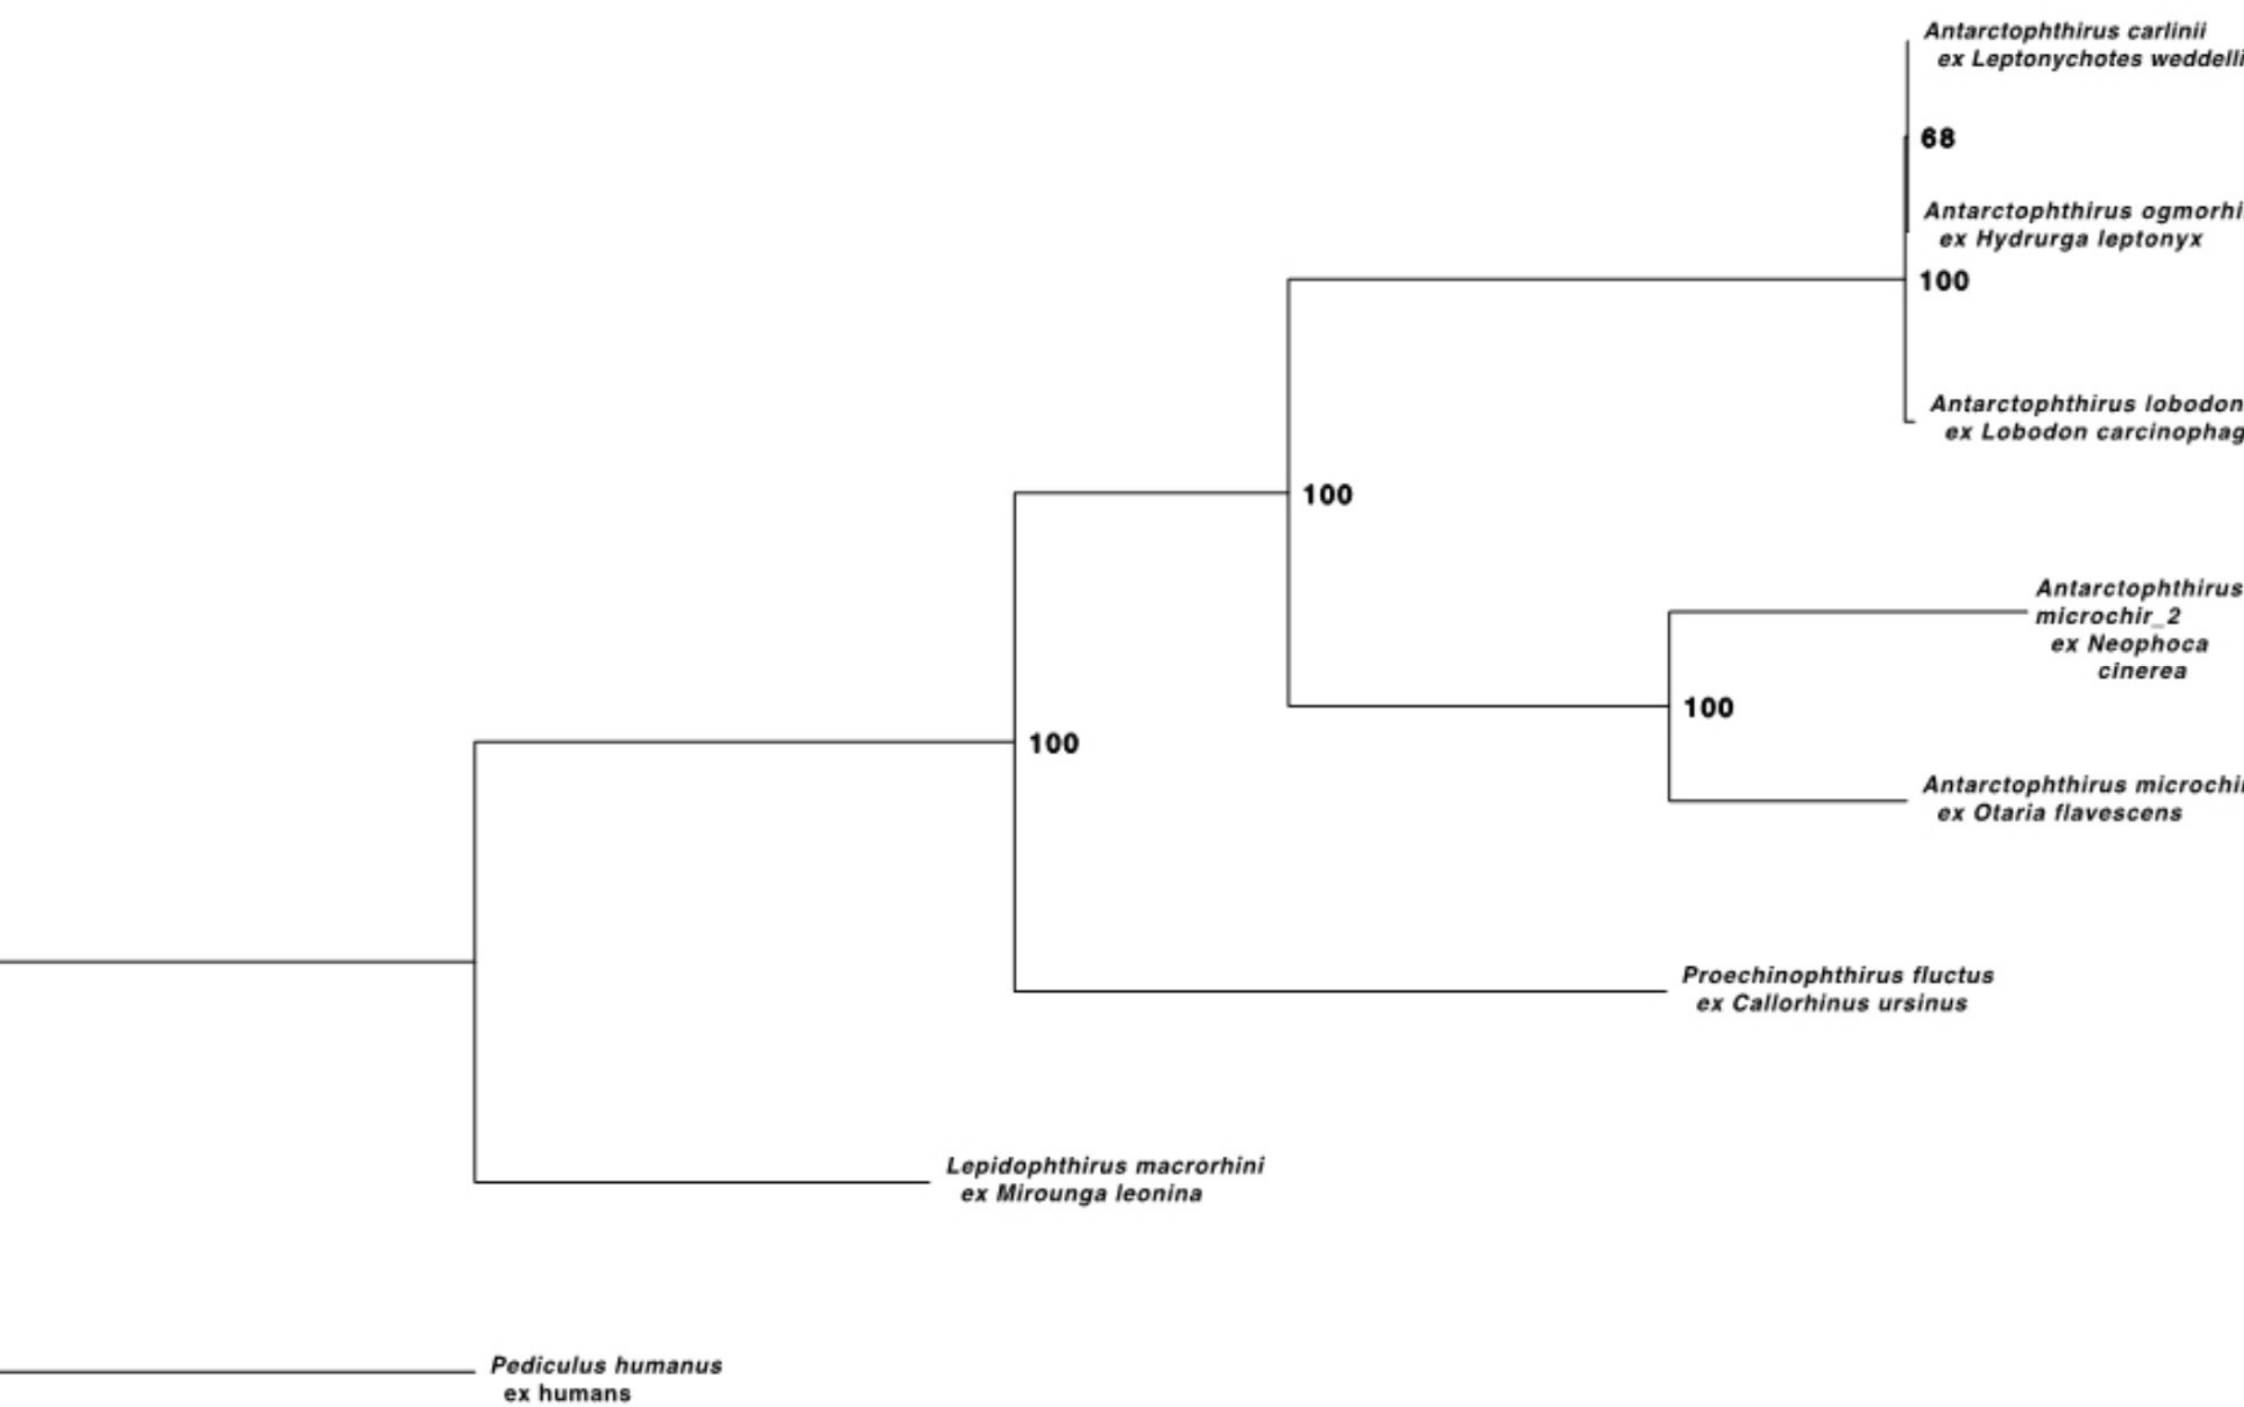 Antarctophthirus carlinii
ex Leptonychotes weddelli
68
Antarctophthirus ogmorhi
ex Hydrurga leptonyx
100
Antarctophthirus lobodon
ex Lobodon carcinophag
100
Antarctophthirus
microchir_2
ex Neophoca
cinerea
100
100
Antarctophthirus microchi
ex Otaria flavescens
Proechinophthirus fluctus
ex Callorhinus ursinus
Lepidophthirus macrorhini
ex Mirounga leonina
Pediculus humanus
ex humans